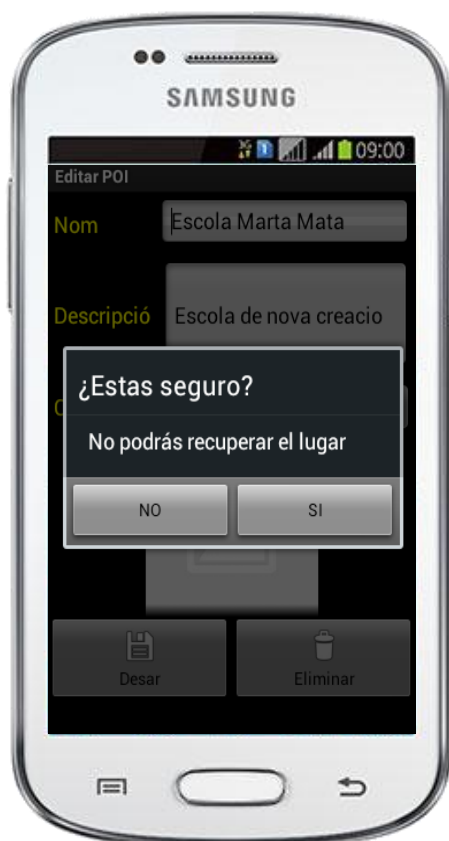 SAMSUNG
09:00
Editar POI
Nom
Escola Marta Mata
Descripció
Escola de nova creacio
¿Estas seguro?
No podrás recuperar el lugar
NO
SI
Desar
Eliminar